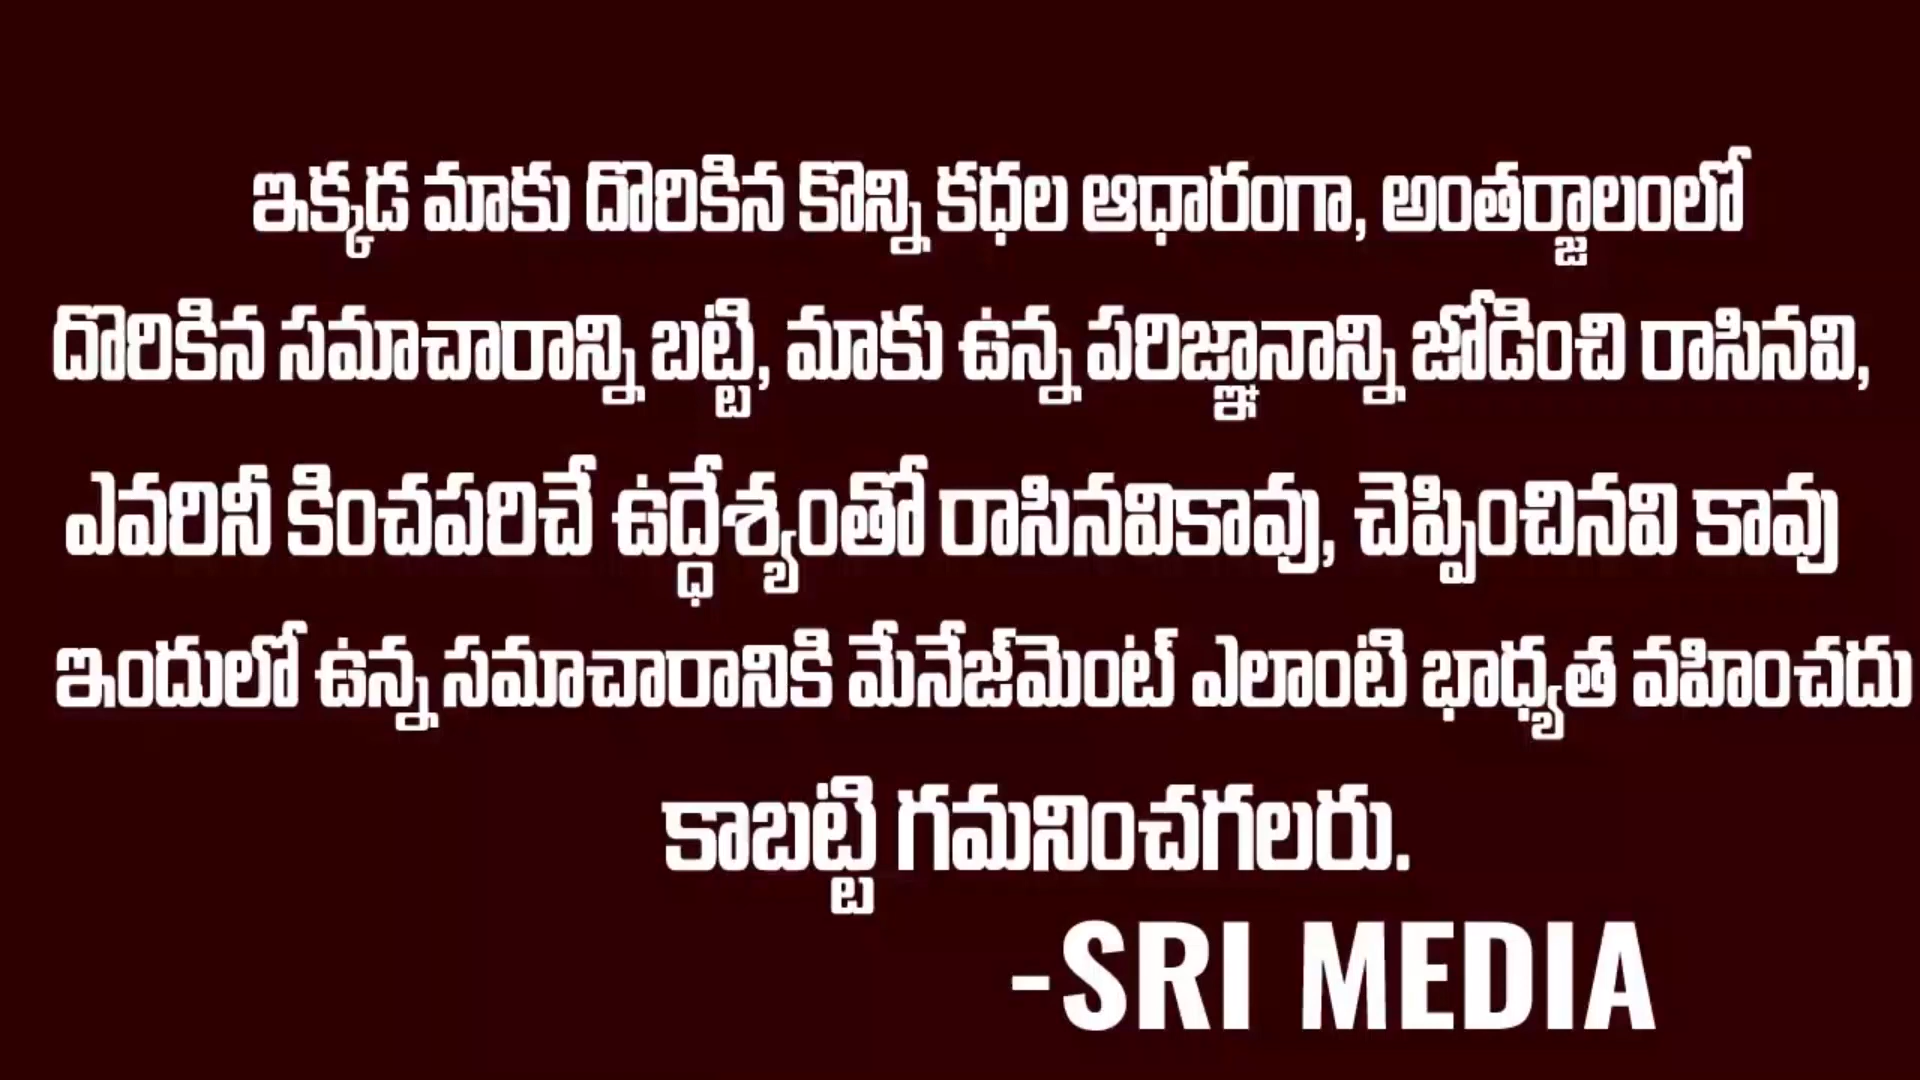 ఇక్కడ మాకు దొరికిన కొన్ని కధల ఆధారంగా, అంతర్జాలంలో
దొరికిన సమాచారాన్ని బట్టి, మాకు ఉన్న పరిజ్ఞానాన్ని జోడించి రాసినవి,
ఎవరినీ కించపరిచే ఉద్ధేశ్యంతో రాసినవికావు, చెప్పించినవి కావు
ఇందులో ఉన్న సమాచారానికి మేనేజ్‌మెంట్ ఎలాంటి భాధ్యత వహించదు
కాబట్టి గమనించగలరు.
-SRI MEDIA